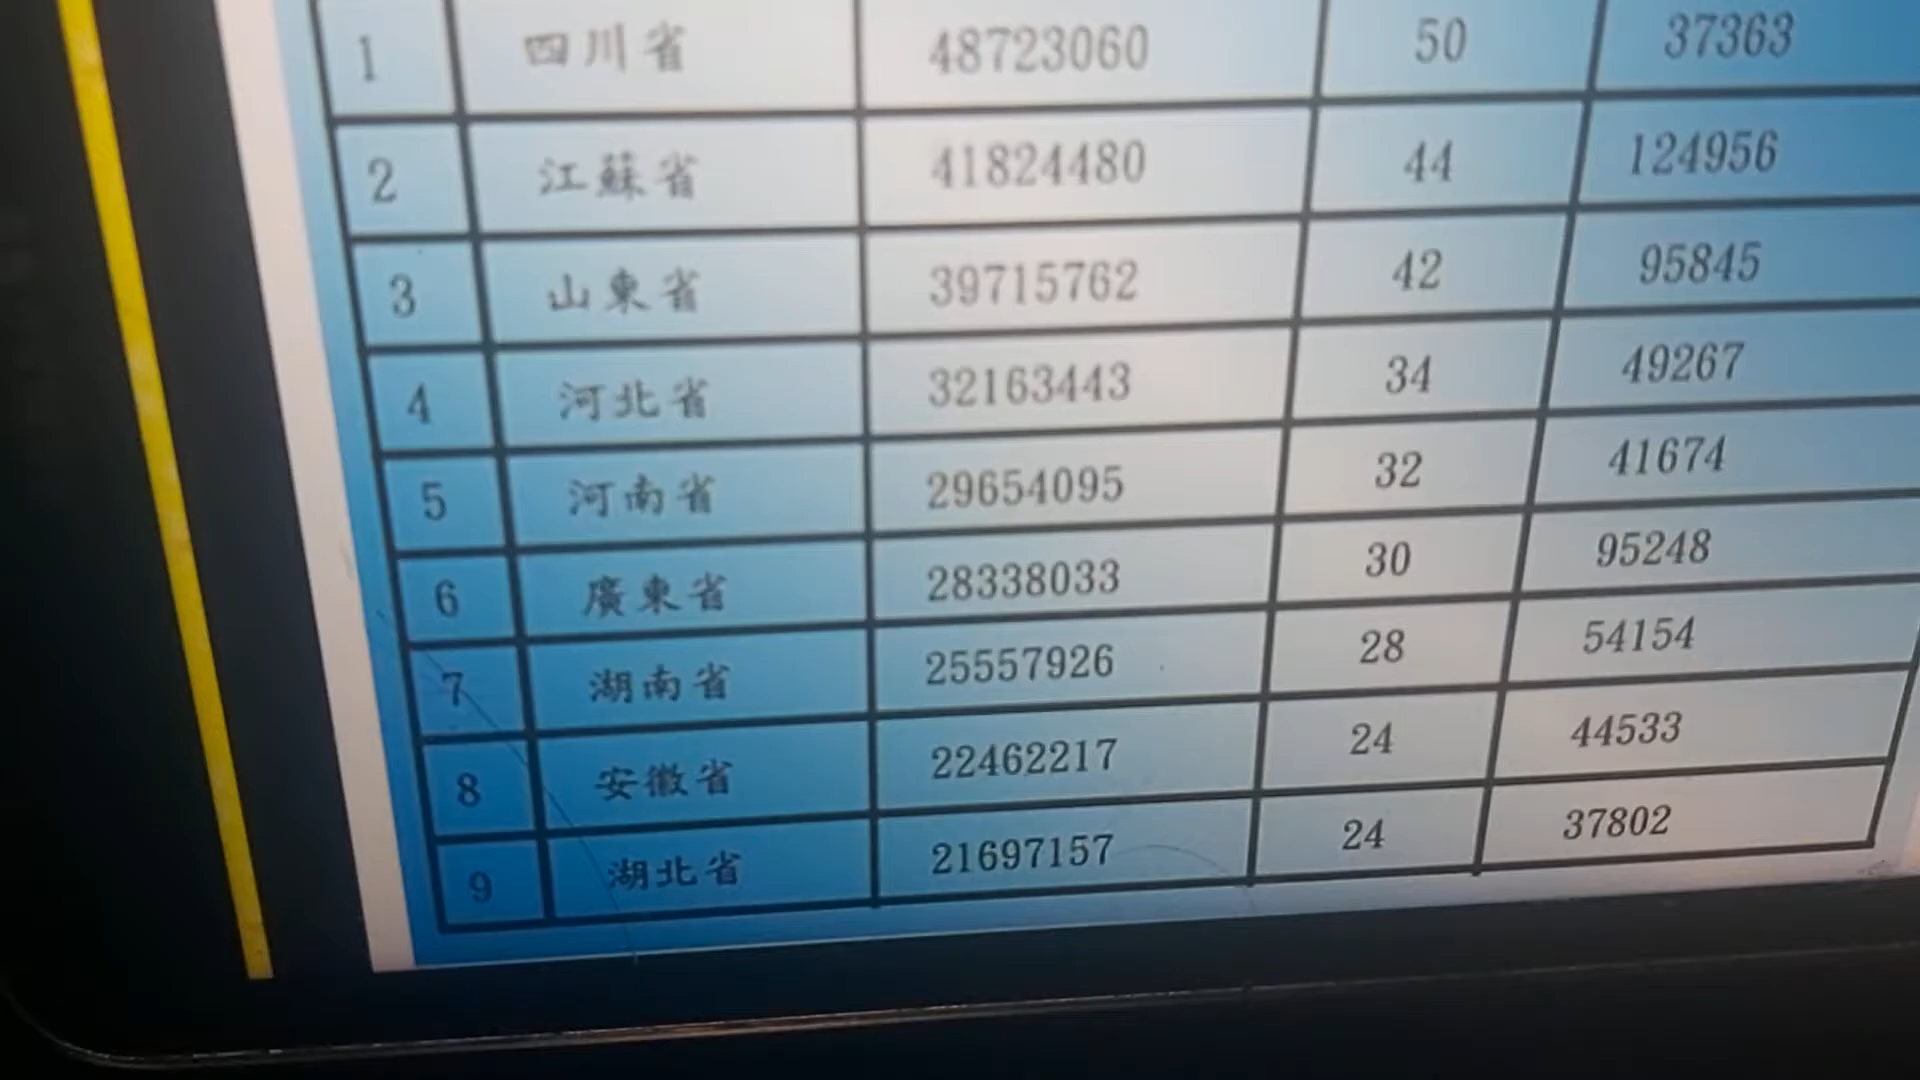 1 四川省 48723060 50 37363
2 江蘇省 41824480 44 124956
3 山東省 39715762 42 95845
4 河北省 32163443 34 49267
5 河南省 29654095 32 41674
6 廣東省 28338033 30 95248
7 湖南省 25557926 28 54154
8 安徽省 22462217 24 44533
9 湖北省 21697157 24 37802